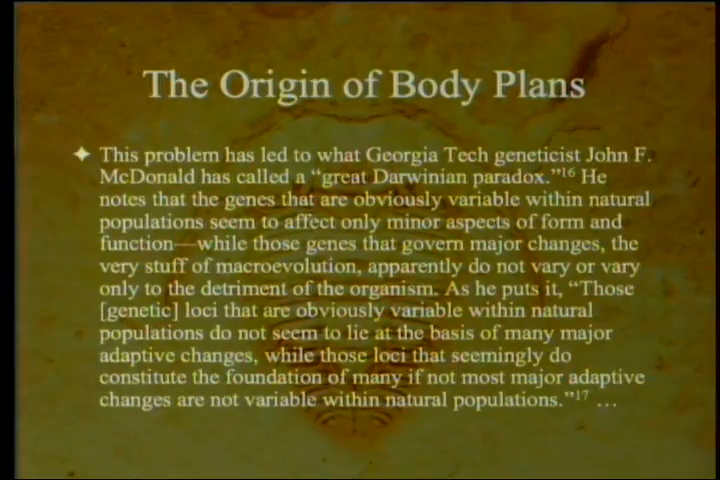 The Origin of Body Plans
This problem has led to what Georgia Tech geneticist John F.
McDonald has called a “great Darwinian paradox.”16 He
notes that the genes that are obviously variable within natural
populations seem to affect only minor aspects of form and
function—while those genes that govern major changes, the
very stuff of macroevolution, apparently do not vary or vary
only to the detriment of the organism. As he puts it, “Those
[genetic] loci that are obviously variable within natural
populations do not seem to lie at the basis of many major
adaptive changes, while those loci that seemingly do
constitute the foundation of many if not most major adaptive
changes are not variable within natural populations.”17 …